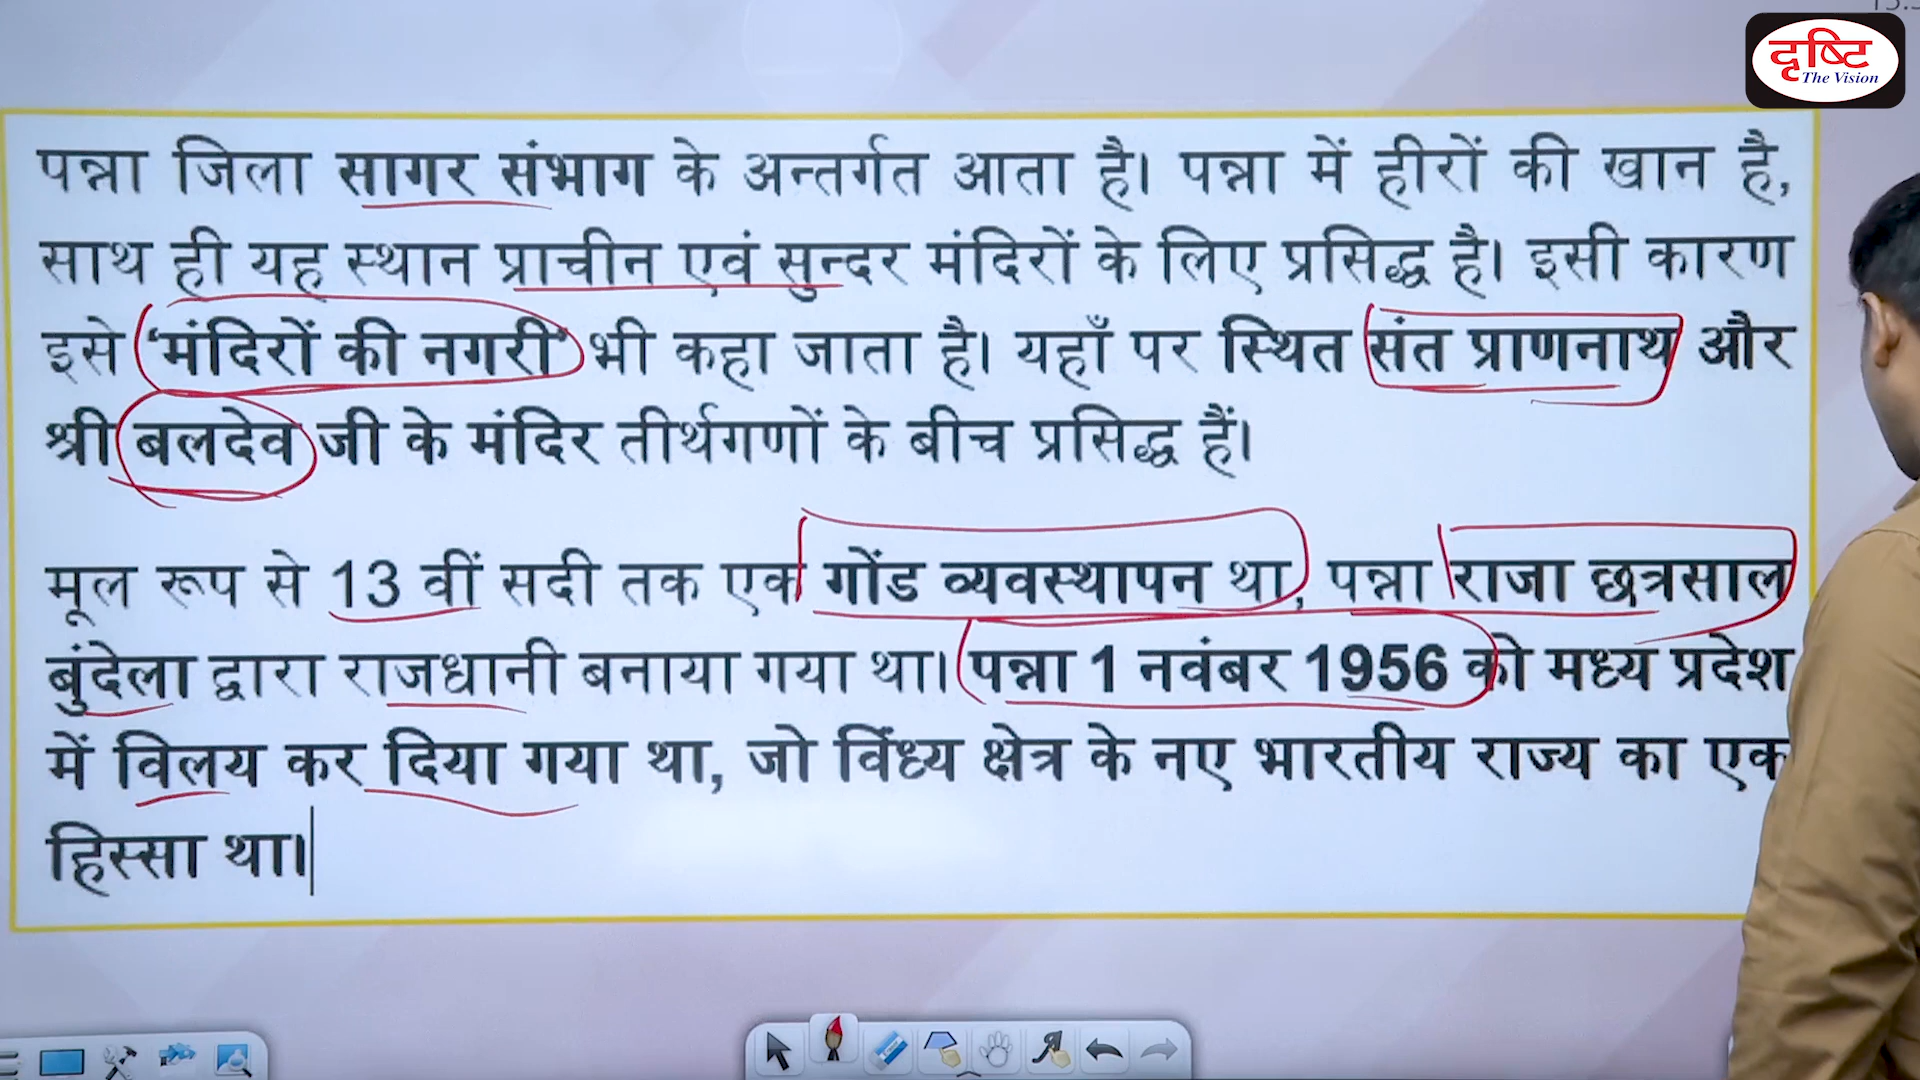 दृष्टि
The Vision
पन्ना जिला सागर संभाग के अन्तर्गत आता है। पन्ना में हीरों की खान है,
साथ ही यह स्थान प्राचीन एवं सुन्दर मंदिरों के लिए प्रसिद्ध है। इसी कारण
इसे 'मंदिरों की नगरी' भी कहा जाता है। यहाँ पर स्थित संत प्राणनाथ और
श्री बलदेव जी के मंदिर तीर्थगणों के बीच प्रसिद्ध हैं।
मूल रूप से 13 वीं सदी तक एक गोंड व्यवस्थापन था, पन्ना राजा छत्रसाल
बुंदेला द्वारा राजधानी बनाया गया था। पन्ना 1 नवंबर 1956 को मध्य प्रदेश
में विलय कर दिया गया था, जो विंध्य क्षेत्र के नए भारतीय राज्य का एक
हिस्सा था।